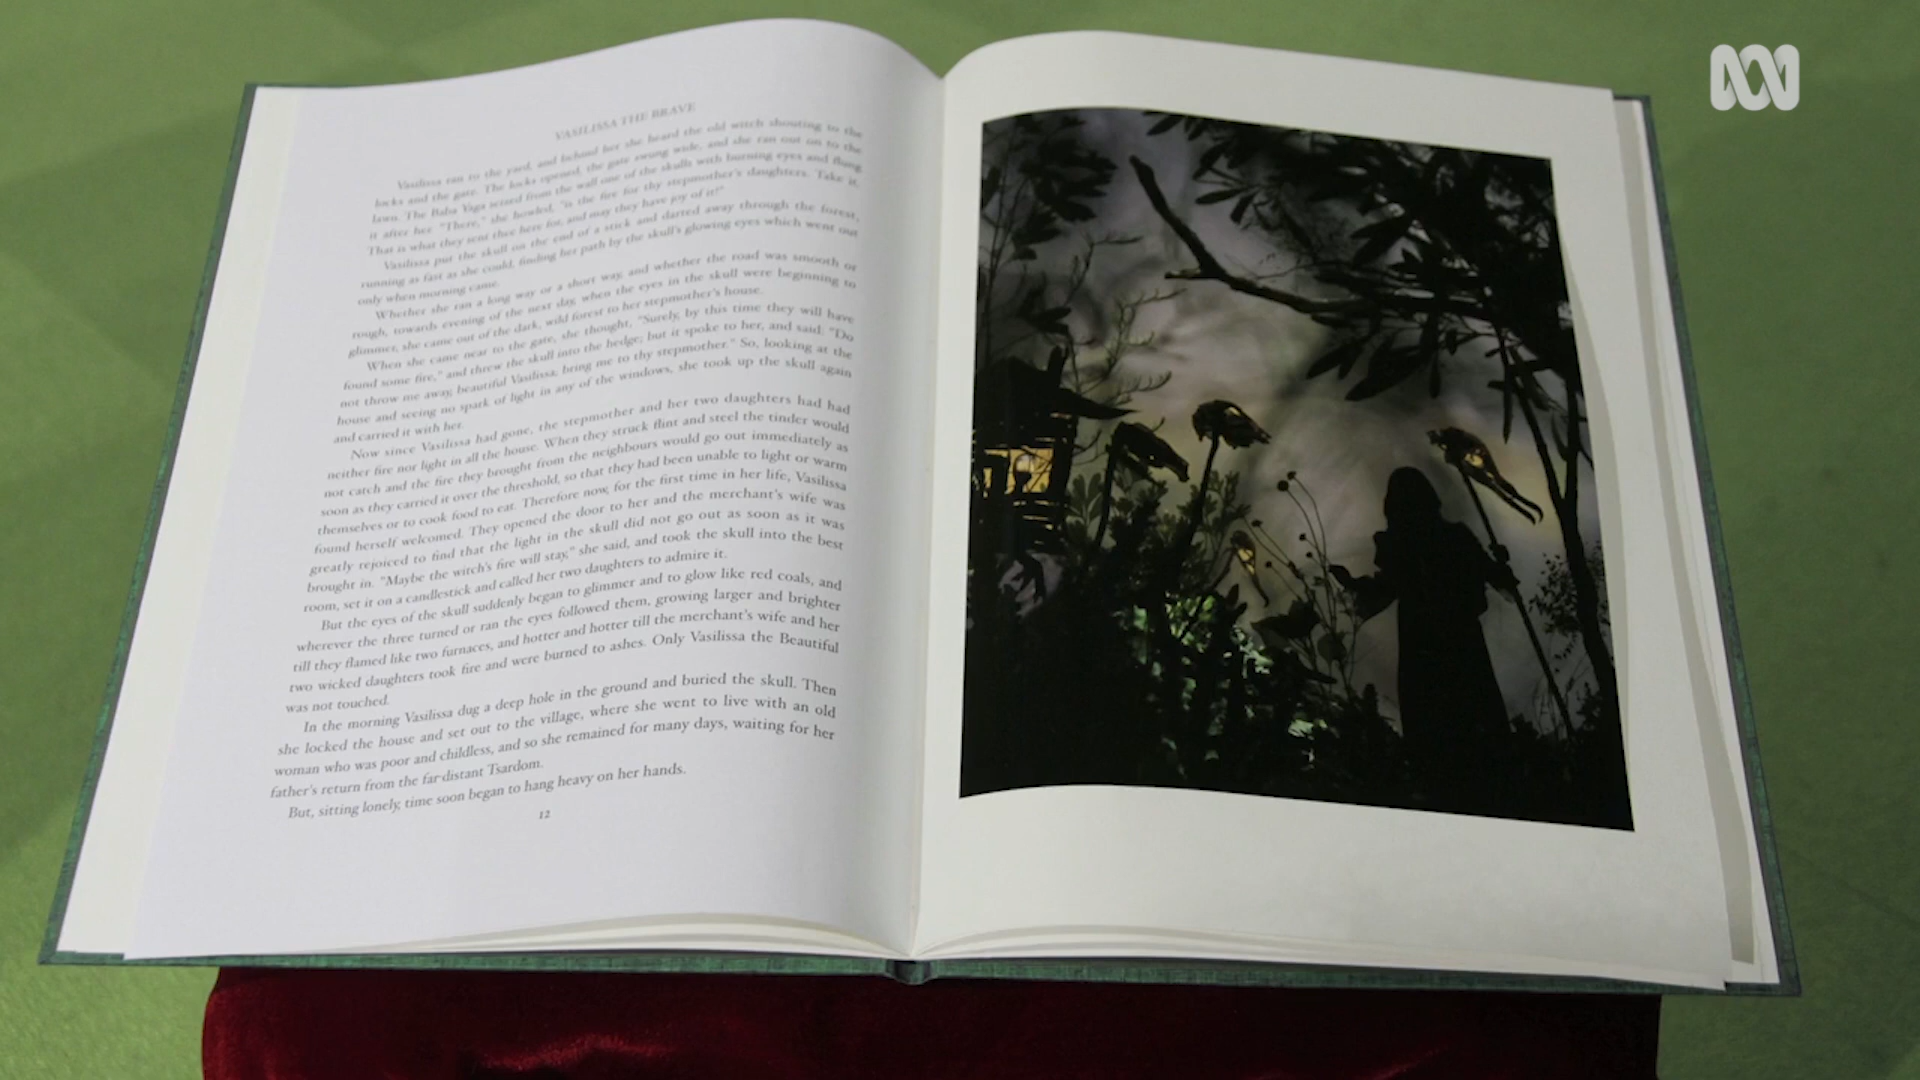 VASILISSA THE BRAVE
Vasilissa ran to the yard, and behind her she heard the old witch shouting to the
locks and the gate. The locks opened, the gate swung wide, and she ran out on to the
lawn. The Baba Yaga seized from the wall one of the skulls with burning eyes and flung
it after her. "There," she howled, "is the fire for thy stepmother's daughters. Take it.
That is what they sent thee here for, and may they have joy of it!"
Vasilissa put the skull on the end of a stick and darted away through the forest,
running as fast as she could, finding her path by the skull's glowing eyes which went out
only when morning came.
Whether she ran a long way or a short way, and whether the road was smooth or
rough, towards evening of the next day, when the eyes in the skull were beginning to
glimmer, she came out of the dark, wild forest to her stepmother's house.
When she came near to the gate, she thought, "Surely, by this time they will have
found some fire," and threw the skull into the hedge; but it spoke to her, and said: "Do
not throw me away, beautiful Vasilissa; bring me to thy stepmother." So, looking at the
house and seeing no spark of light in any of the windows, she took up the skull again
and carried it with her.
Now since Vasilissa had gone, the stepmother and her two daughters had had
neither fire nor light in all the house. When they struck flint and steel the tinder would
not catch and the fire they brought from the neighbours would go out immediately as
soon as they carried it over the threshold, so that they had been unable to light or warm
themselves or to cook food to eat. Therefore now, for the first time in her life, Vasilissa
found herself welcomed. They opened the door to her and the merchant's wife was
greatly rejoiced to find that the light in the skull did not go out as soon as it was
brought in. "Maybe the witch's fire will stay," she said, and took the skull into the best
room, set it on a candlestick and called her two daughters to admire it.
But the eyes of the skull suddenly began to glimmer and to glow like red coals, and
wherever the three turned or ran the eyes followed them, growing larger and brighter
till they flamed like two furnaces, and hotter and hotter till the merchant's wife and her
two wicked daughters took fire and were burned to ashes. Only Vasilissa the Beautiful
was not touched.
In the morning Vasilissa dug a deep hole in the ground and buried the skull. Then
she locked the house and set out to the village, where she went to live with an old
woman who was poor and childless, and so she remained for many days, waiting for her
father's return from the far-distant Tsardom.
But, sitting lonely, time soon began to hang heavy on her hands.
12